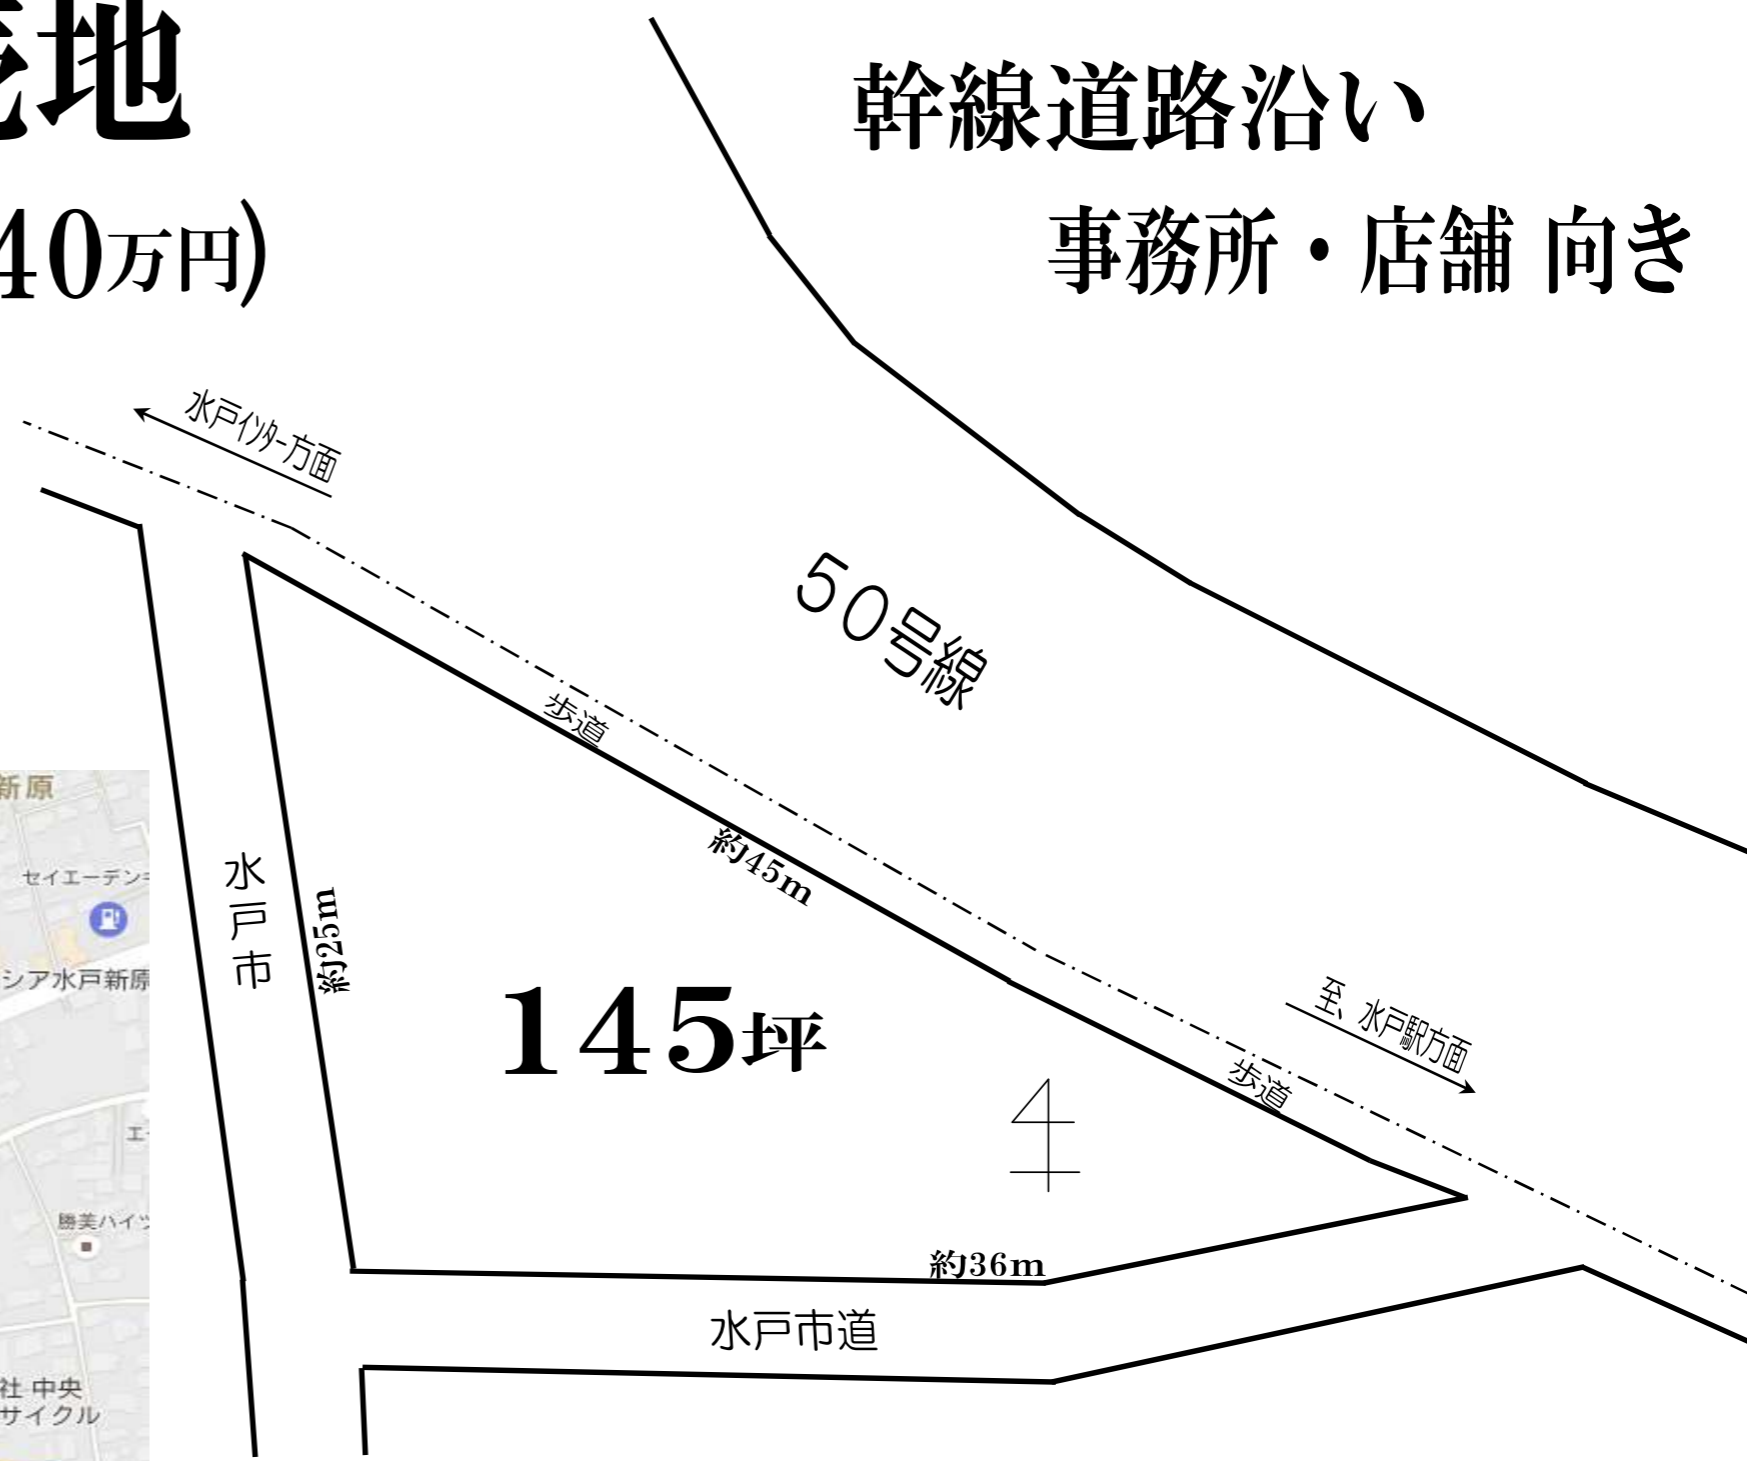 地
幹線道路沿い
40万円)
事務所・店舗 向き
水戸インター方面
50号線
歩道
約45m
新原
セイエーデン
水戸市
約25m
シア水戸新原
145坪
至、水戸駅方面
歩道
エ
勝美ハイツ
約36m
水戸市道
社 中央
サイクル